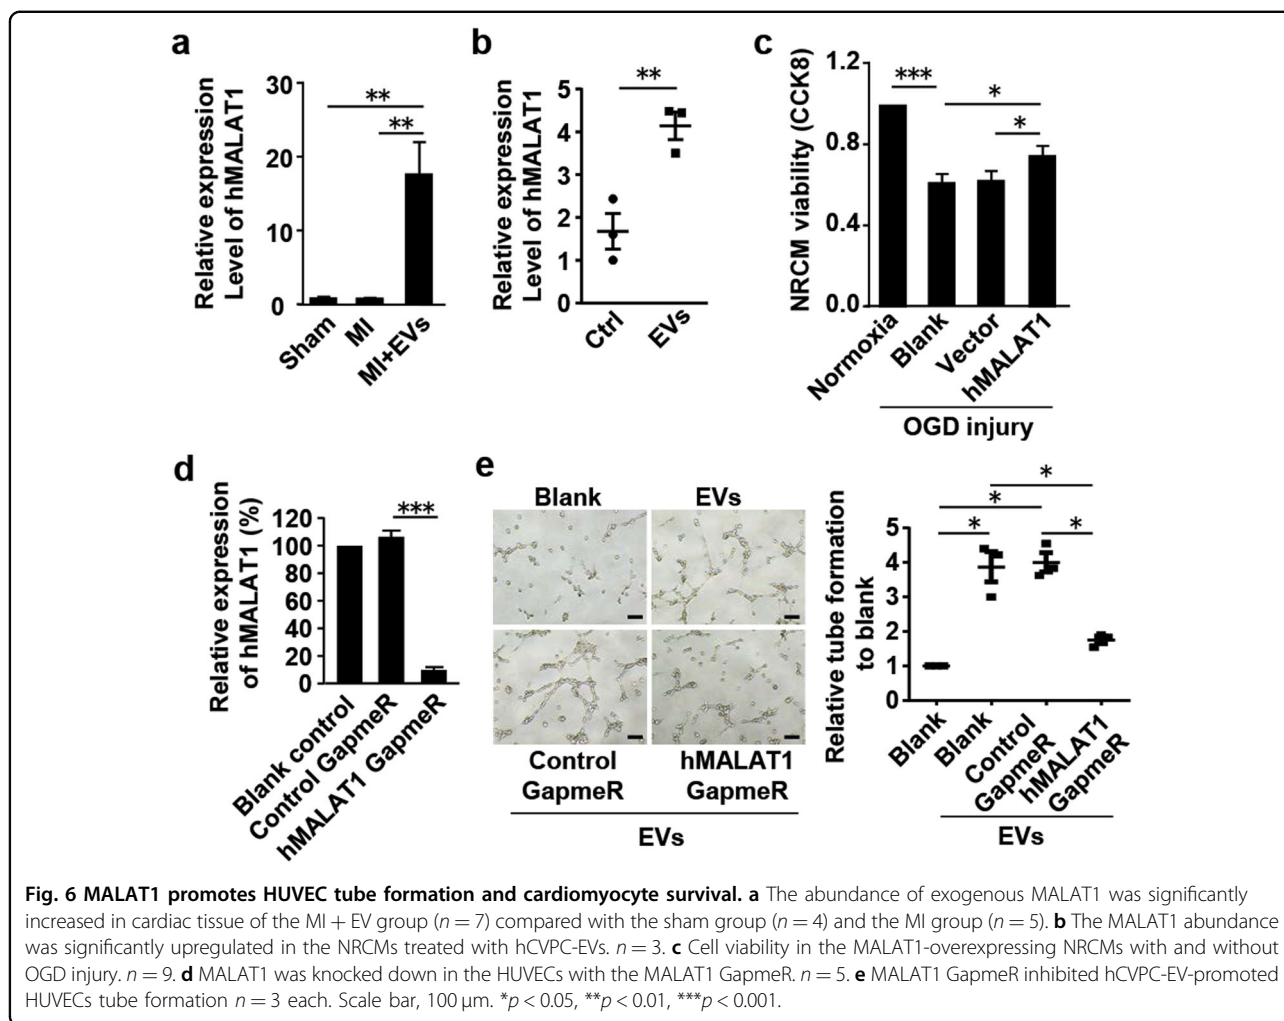 a
Relative expression
Level of hMALAT1
30
20
10
0
**
**
Sham
MI
MI+EVs
b
Relative expression
Level of hMALAT1
5
4
3
2
1
0
**
Ctrl
EVs
c
NRCM viability (CCK8)
1.2
0.8
0.4
0.0
***
*
*
Normoxia
Blank
Vector
hMALAT1
OGD injury
d
Relative expression
of hMALAT1 (%)
120
100
80
60
40
20
0
***
Blank control
Control GapmeR
hMALAT1 GapmeR
e
Blank EVs
Control hMALAT1
GapmeR GapmeR
EVs
Relative tube formation
to blank
5
4
3
2
1
0
*
*
*
*
Blank
Blank
Control
GapmeR
hMALAT1
GapmeR
EVs
Fig. 6 MALAT1 promotes HUVEC tube formation and cardiomyocyte survival. a The abundance of exogenous MALAT1 was significantly
increased in cardiac tissue of the MI + EV group (n = 7) compared with the sham group (n = 4) and the MI group (n = 5). b The MALAT1 abundance
was significantly upregulated in the NRCMs treated with hCVPC-EVs. n = 3. c Cell viability in the MALAT1-overexpressing NRCMs with and without
OGD injury. n = 9. d MALAT1 was knocked down in the HUVECs with the MALAT1 GapmeR. n = 5. e MALAT1 GapmeR inhibited hCVPC-EV-promoted
HUVECs tube formation n = 3 each. Scale bar, 100 μm. *p < 0.05, **p < 0.01, ***p < 0.001.